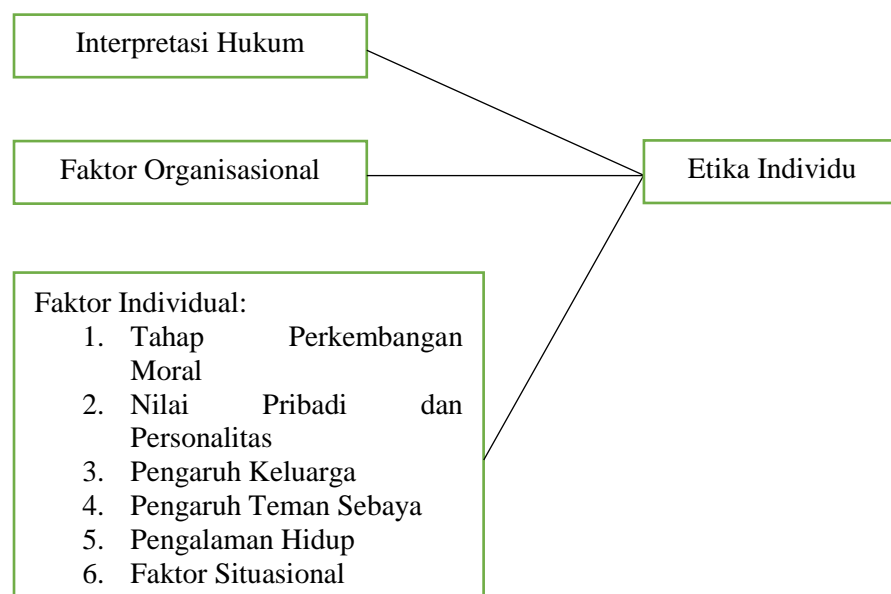 Interpretasi Hukum
Faktor Organisasional
Etika Individu
Faktor Individual:
1. Tahap Perkembangan
Moral
2. Nilai Pribadi dan
Personalitas
3. Pengaruh Keluarga
4. Pengaruh Teman Sebaya
5. Pengalaman Hidup
6. Faktor Situasional